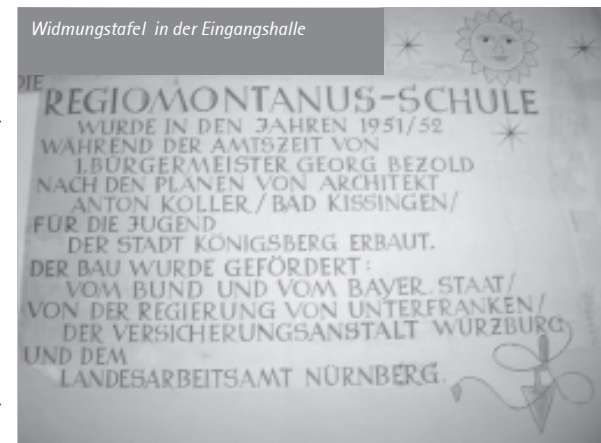 Widmungstafel in der Eingangshalle
DIE
REGIOMONTANUS-SCHULE
WURDE IN DEN JAHREN 1951/52
WÄHREND DER AMTSZEIT VON
1.BÜRGERMEISTER GEORG BEZOLD
NACH DEN PLÄNEN VON ARCHITEKT
ANTON KOLLER/BAD KISSINGEN/
FÜR DIE JUGEND
DER STADT KÖNIGSBERG ERBAUT.
DER BAU WURDE GEFÖRDERT:
VOM BUND UND VOM BAYER. STAAT/
VON DER REGIERUNG VON UNTERFRANKEN/
DER VERSICHERUNGSANSTALT WÜRZBURG
UND DEM
LANDESARBEITSAMT NÜRNBERG.